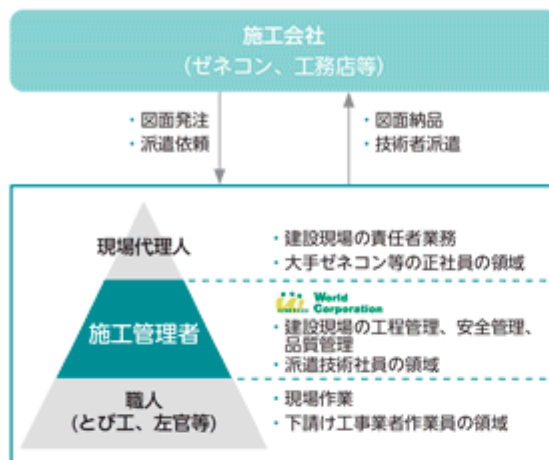 施工会社
(ゼネコン、工務店等)
・図面発注
・派遣依頼
・図面納品
・技術者派遣
現場代理人
・建設現場の責任者業務
・大手ゼネコン等の正社員の領域
施工管理者
World
Corporation
・建設現場の工程管理、安全管理、
品質管理
・派遣技術社員の領域
職人
(とび工、左官等)
・現場作業
・下請け工事業者作業員の領域